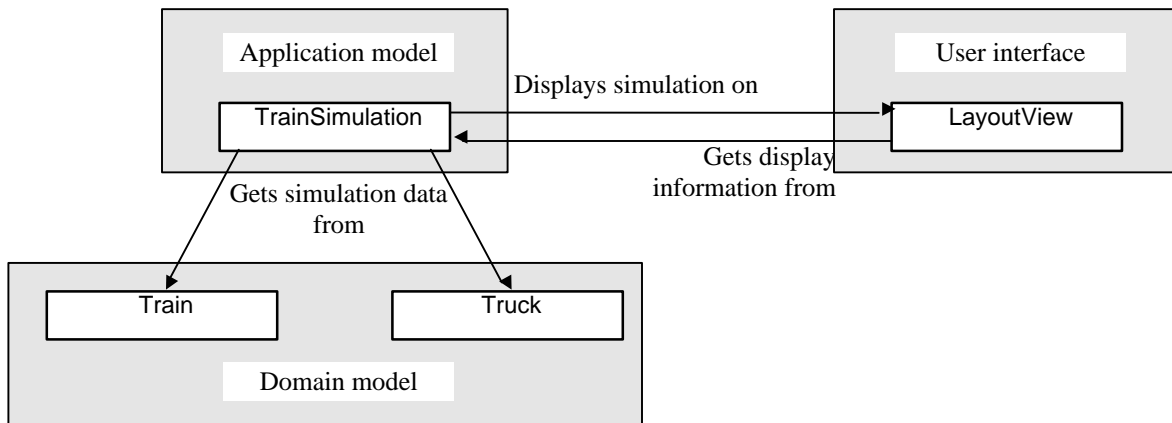 Application model
User interface
Displays simulation on
TrainSimulation
LayoutView
Gets display
information from
Gets simulation data
from
Train
Truck
Domain model